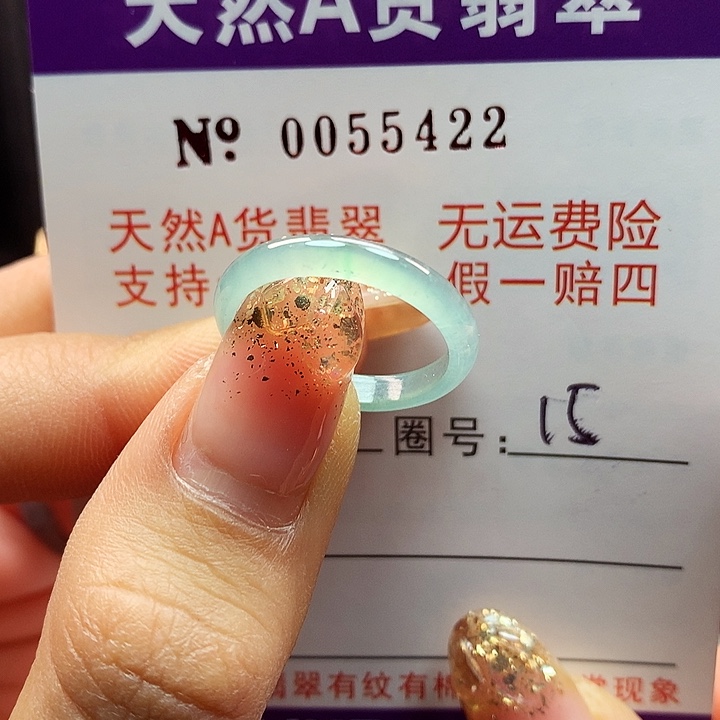 天然A货翡翠
Nº 0055422
天然A货翡翠 无运费险
支持 假一赔四
圈号: 15
翡翠有纹有棉 现象